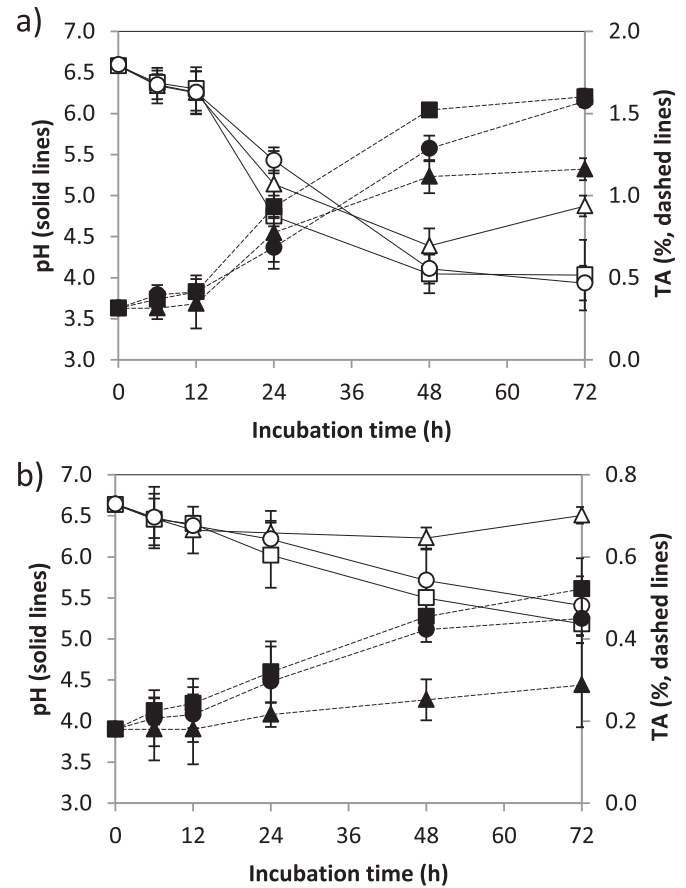 a)
7.0
6.5
6.0
5.5
5.0
4.5
4.0
3.5
3.0
pH (solid lines)
2.0
1.5
1.0
0.5
0.0
TA (%, dashed lines)
0 12 24 36 48 60 72
Incubation time (h)
b)
7.0
6.5
6.0
5.5
5.0
4.5
4.0
3.5
3.0
pH (solid lines)
0.8
0.6
0.4
0.2
0.0
TA (%, dashed lines)
0 12 24 36 48 60 72
Incubation time (h)